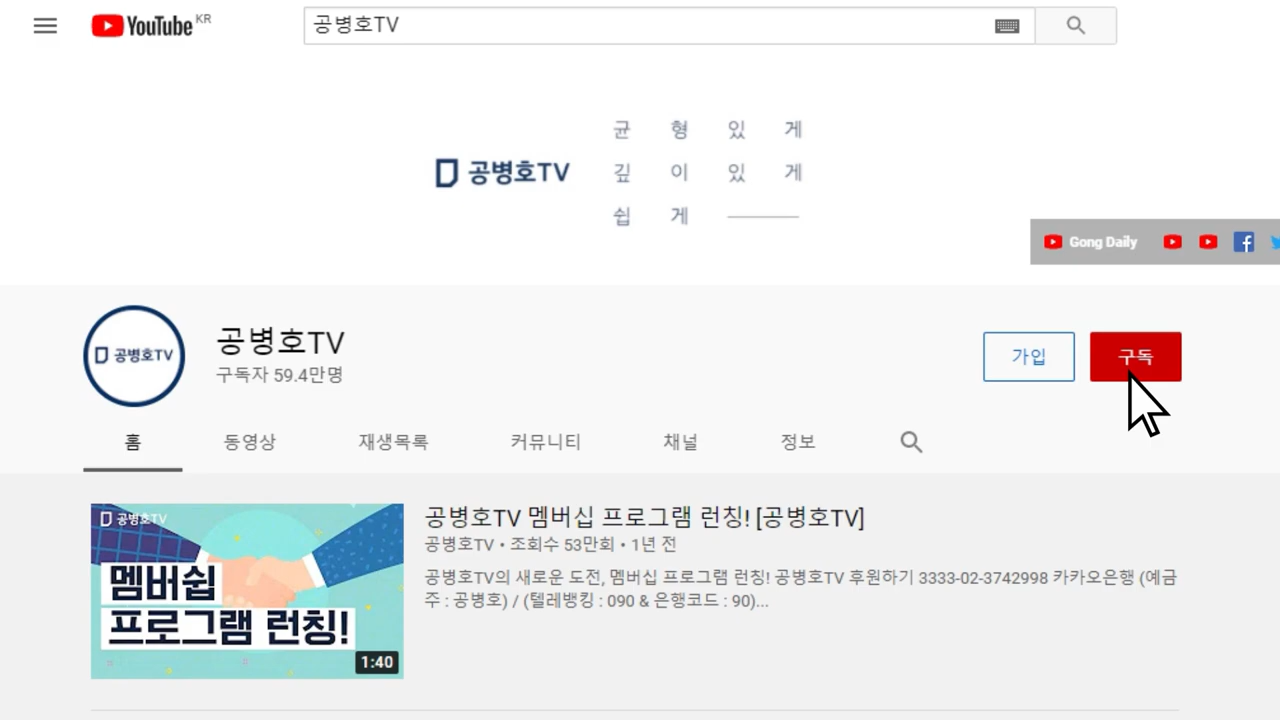 YouTube KR
공병호TV
균 형 있 게
공병호TV
깊 이 있 게
쉽 게
Gong Daily
공병호TV
공병호TV
구독자 59.4만명
가입
구독
홈
동영상
재생목록
커뮤니티
채널
정보
공병호TV
멤버쉽
프로그램 런칭!
1:40
공병호TV 멤버십 프로그램 런칭! [공병호TV]
공병호TV • 조회수 53만회 • 1년 전
공병호TV의 새로운 도전, 멤버십 프로그램 런칭! 공병호TV 후원하기 3333-02-3742998 카카오은행 (예금
주 : 공병호) / (텔레뱅킹 : 090 & 은행코드 : 90)...